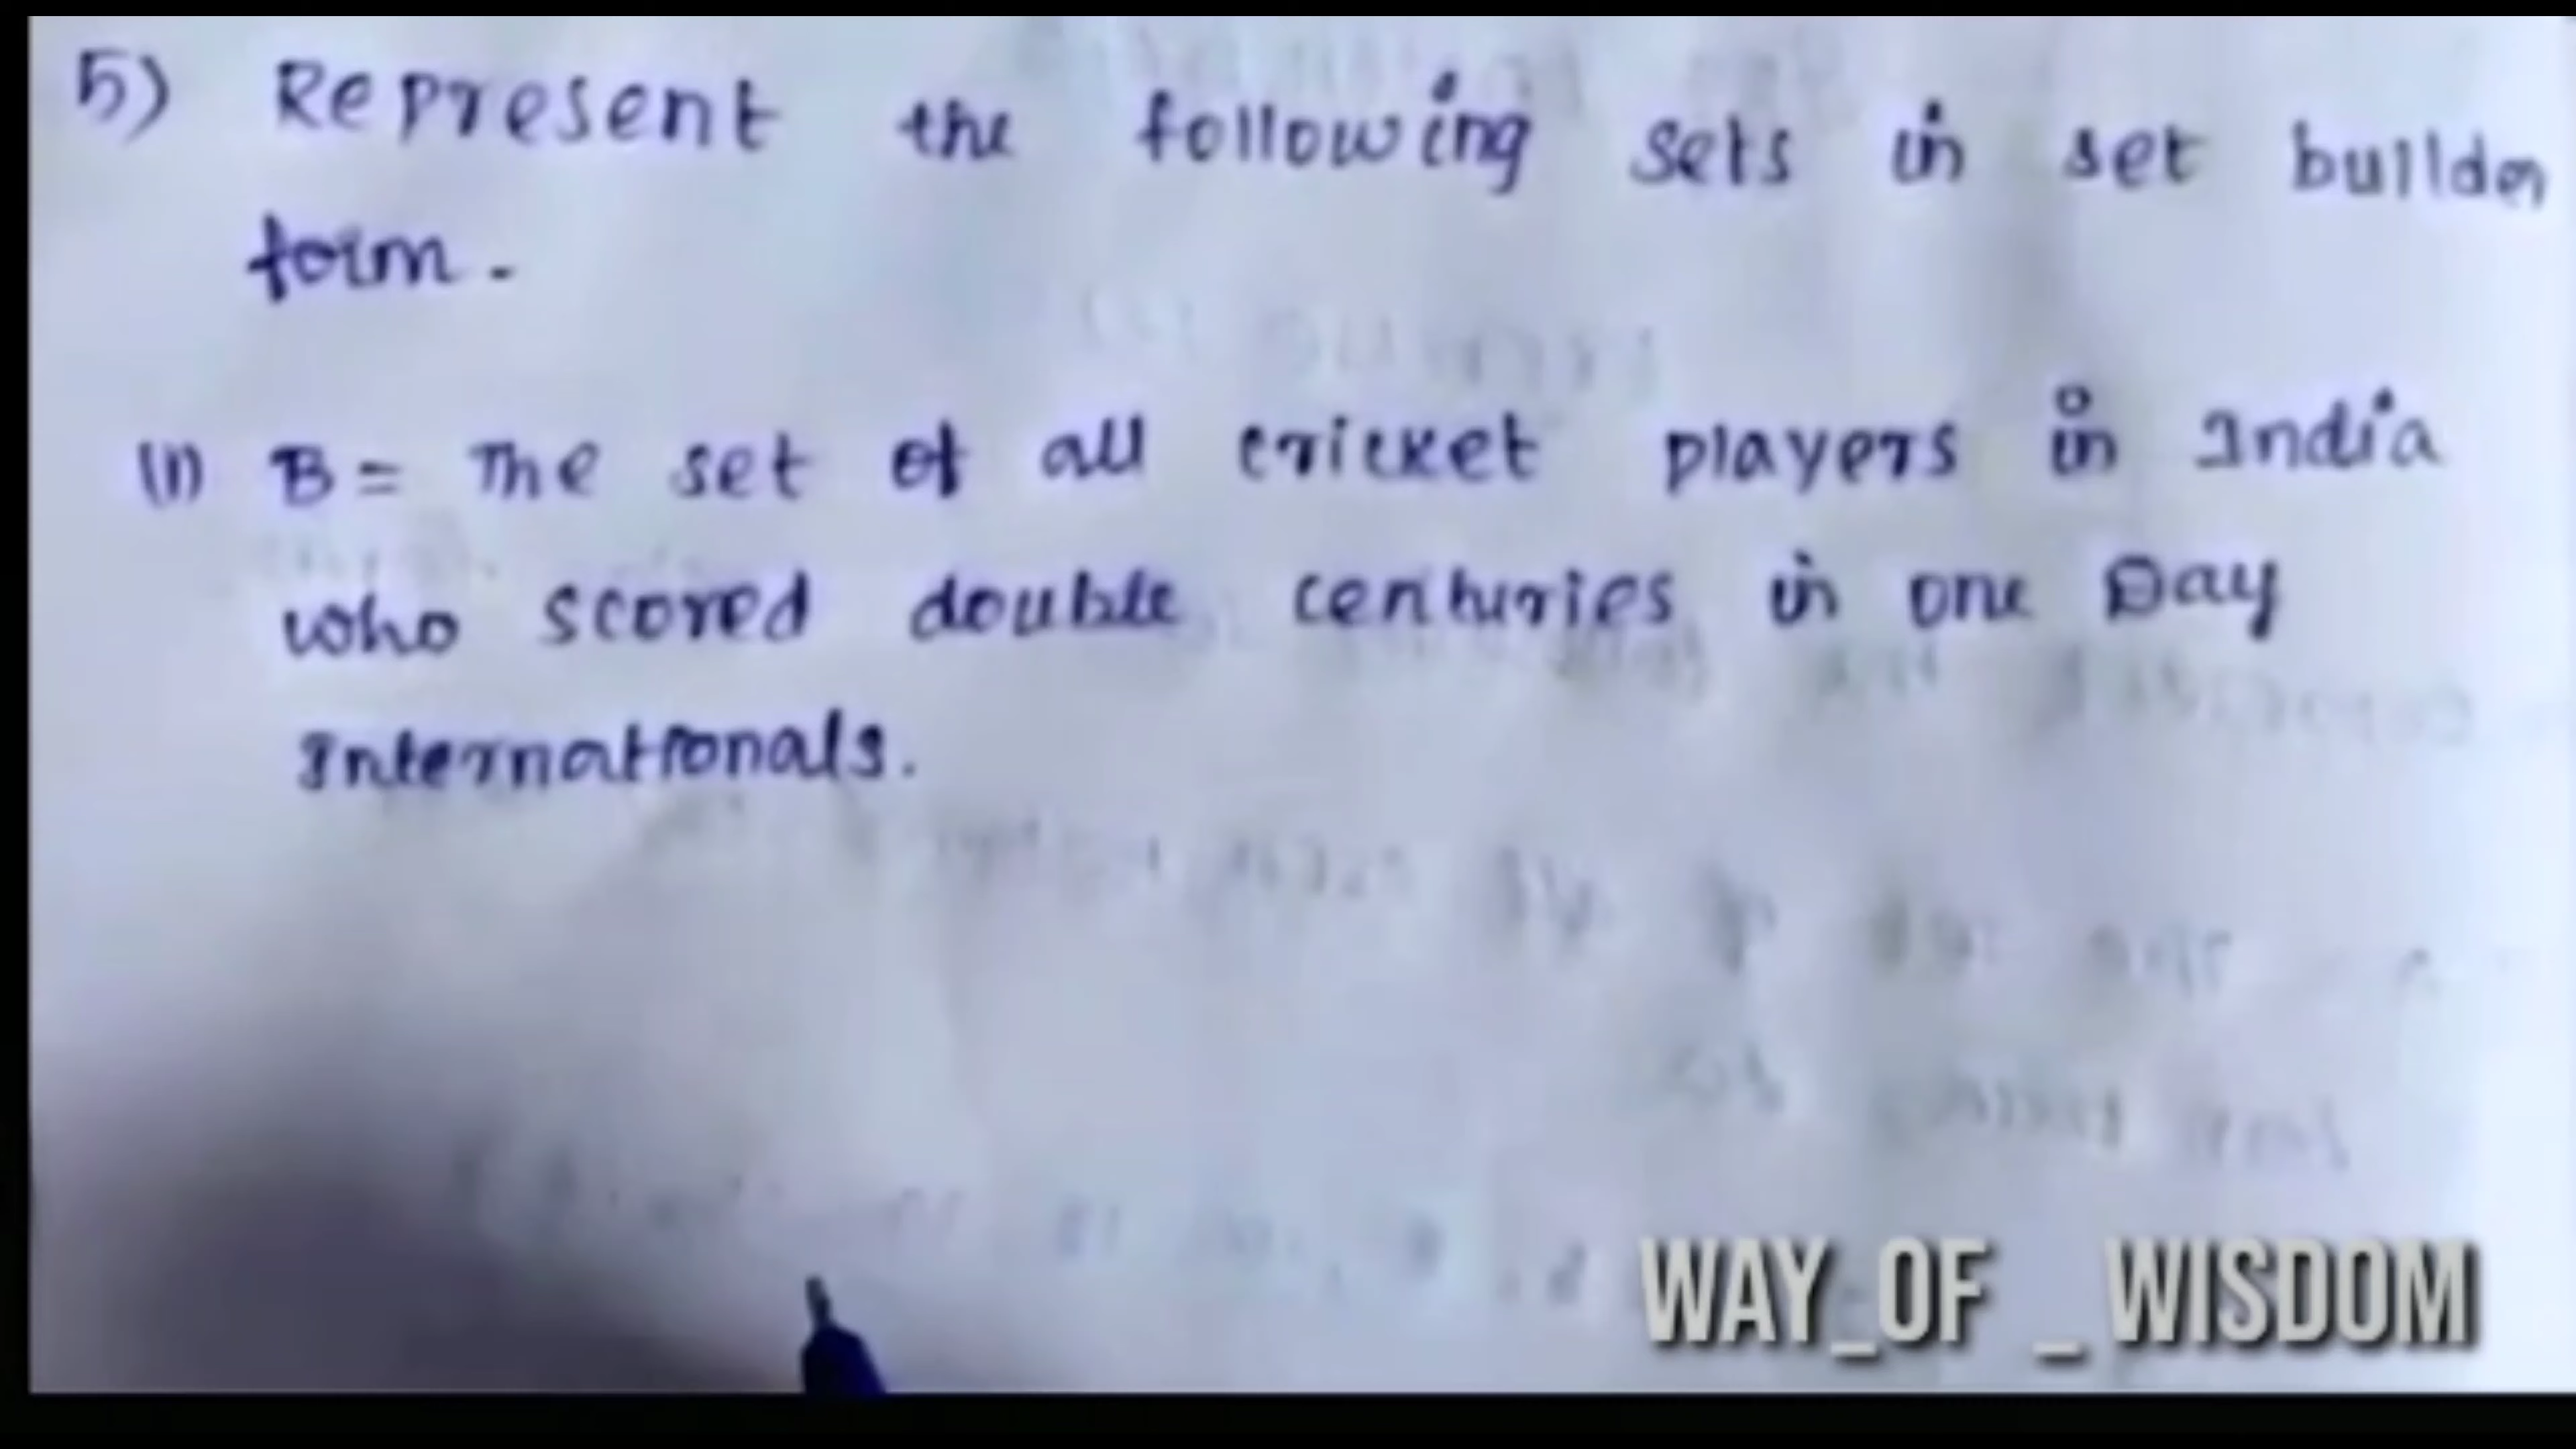 5) Represent the following sets in set builder
form.
(i) B = The set of all cricket players in India
who scored double centuries in one Day
Internationals.
WAY_OF _ WISDOM